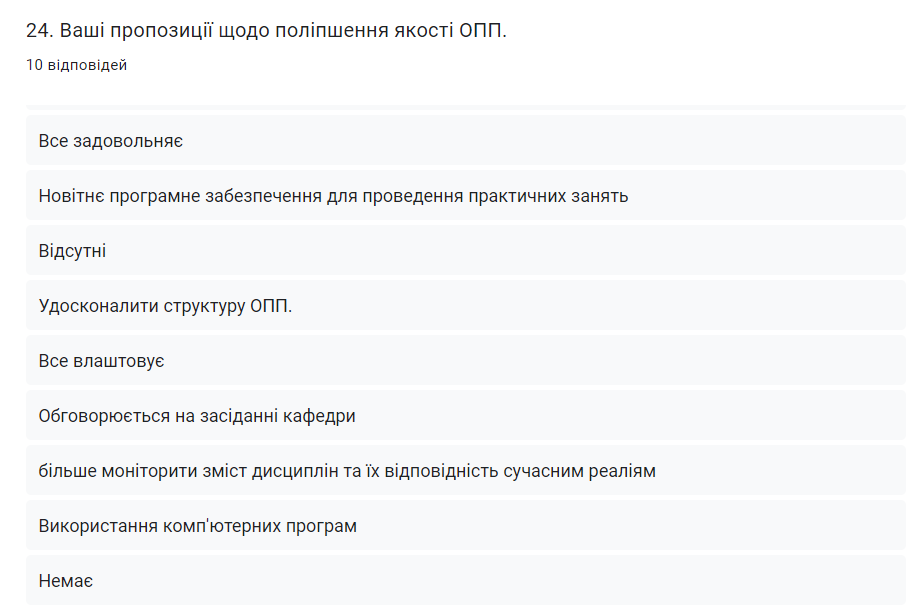 24. Ваші пропозиції щодо поліпшення якості ОПП.
10 відповідей
Все задовольняє
Новітнє програмне забезпечення для проведення практичних занять
Відсутні
Удосконалити структуру ОПП.
Все влаштовує
Обговорюється на засіданні кафедри
більше моніторити зміст дисциплін та їх відповідність сучасним реаліям
Використання комп'ютерних програм
Немає